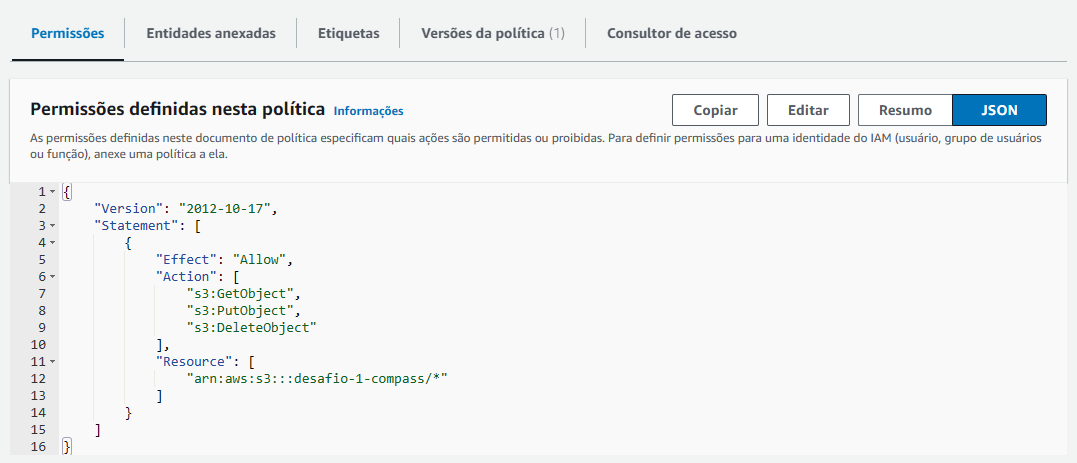 Permissões Entidades anexadas Etiquetas Versões da política (1) Consultor de acesso
Permissões definidas nesta política Informações Copiar Editar Resumo JSON
As permissões definidas neste documento de política especificam quais ações são permitidas ou proibidas. Para definir permissões para uma identidade do IAM (usuário, grupo de usuários
ou função), anexe uma política a ela.
1 {
2     "Version": "2012-10-17",
3     "Statement": [
4         {
5             "Effect": "Allow",
6             "Action": [
7                 "s3:GetObject",
8                 "s3:PutObject",
9                 "s3:DeleteObject"
10             ],
11             "Resource": [
12                 "arn:aws:s3:::desafio-1-compass/*"
13             ]
14         }
15     ]
16 }